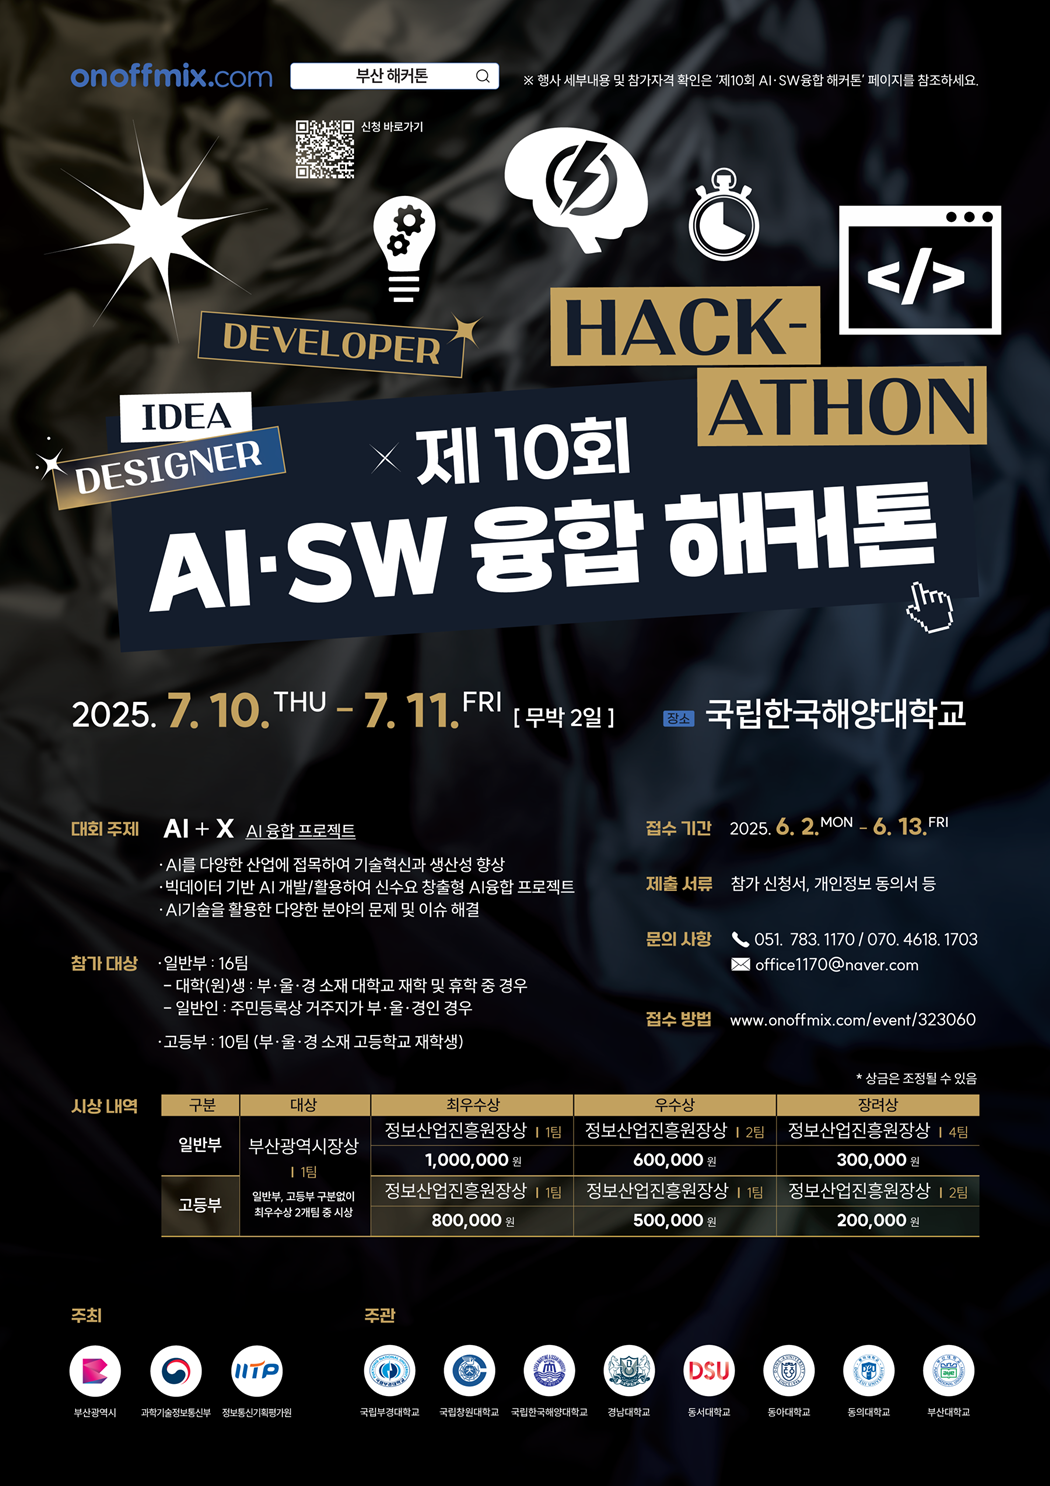 onoffmix.com
부산 해커톤
※ 행사 세부내용 및 참가자격 확인은 '제10회 AI·SW융합 해커톤' 페이지를 참조하세요.
신청 바로가기
</>
DEVELOPER
HACK-
ATHON
IDEA
DESIGNER
제 10회
AI·SW 융합 해커톤
2025. 7. 10. THU – 7. 11. FRI [ 무박 2일 ]
장소 국립한국해양대학교
대회 주제 AI + X AI 융합 프로젝트
· AI를 다양한 산업에 접목하여 기술혁신과 생산성 향상
· 빅데이터 기반 AI 개발/활용하여 신수요 창출형 AI융합 프로젝트
· AI기술을 활용한 다양한 분야의 문제 및 이슈 해결
참가 대상 · 일반부 : 16팀
– 대학(원)생 : 부·울·경 소재 대학교 재학 및 휴학 중 경우
– 일반인 : 주민등록상 거주지가 부·울·경인 경우
· 고등부 : 10팀 (부·울·경 소재 고등학교 재학생)
접수 기간 2025. 6. 2. MON – 6. 13. FRI
제출 서류 참가 신청서, 개인정보 동의서 등
문의 사항 051. 783. 1170 / 070. 4618. 1703
office1170@naver.com
접수 방법 www.onoffmix.com/event/323060
* 상금은 조정될 수 있음
시상 내역
구분 대상 최우수상 우수상 장려상
일반부
부산광역시장상
I 1팀
일반부, 고등부 구분없이
최우수상 2개팀 중 시상
정보산업진흥원장상 I 1팀 정보산업진흥원장상 I 2팀 정보산업진흥원장상 I 4팀
1,000,000 원 600,000 원 300,000 원
고등부
정보산업진흥원장상 I 1팀 정보산업진흥원장상 I 1팀 정보산업진흥원장상 I 2팀
800,000 원 500,000 원 200,000 원
주최
IITP
부산광역시 과학기술정보통신부 정보통신기획평가원
주관
DSU
국립부경대학교 국립창원대학교 국립한국해양대학교 경남대학교 동서대학교 동아대학교 동의대학교 부산대학교